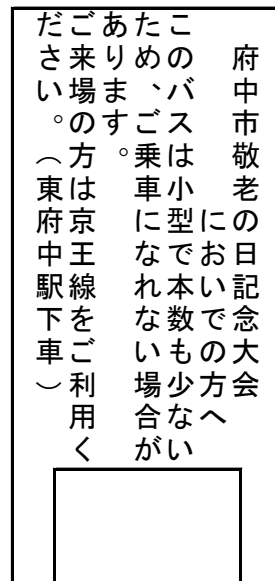 府中市敬老の日記念大会
においでの方へ
このバスは小型で本数も少ない
ため、ご乗車になれない場合が
あります。
ご来場の方は京王線をご利用く
ださい。（東府中駅下車）